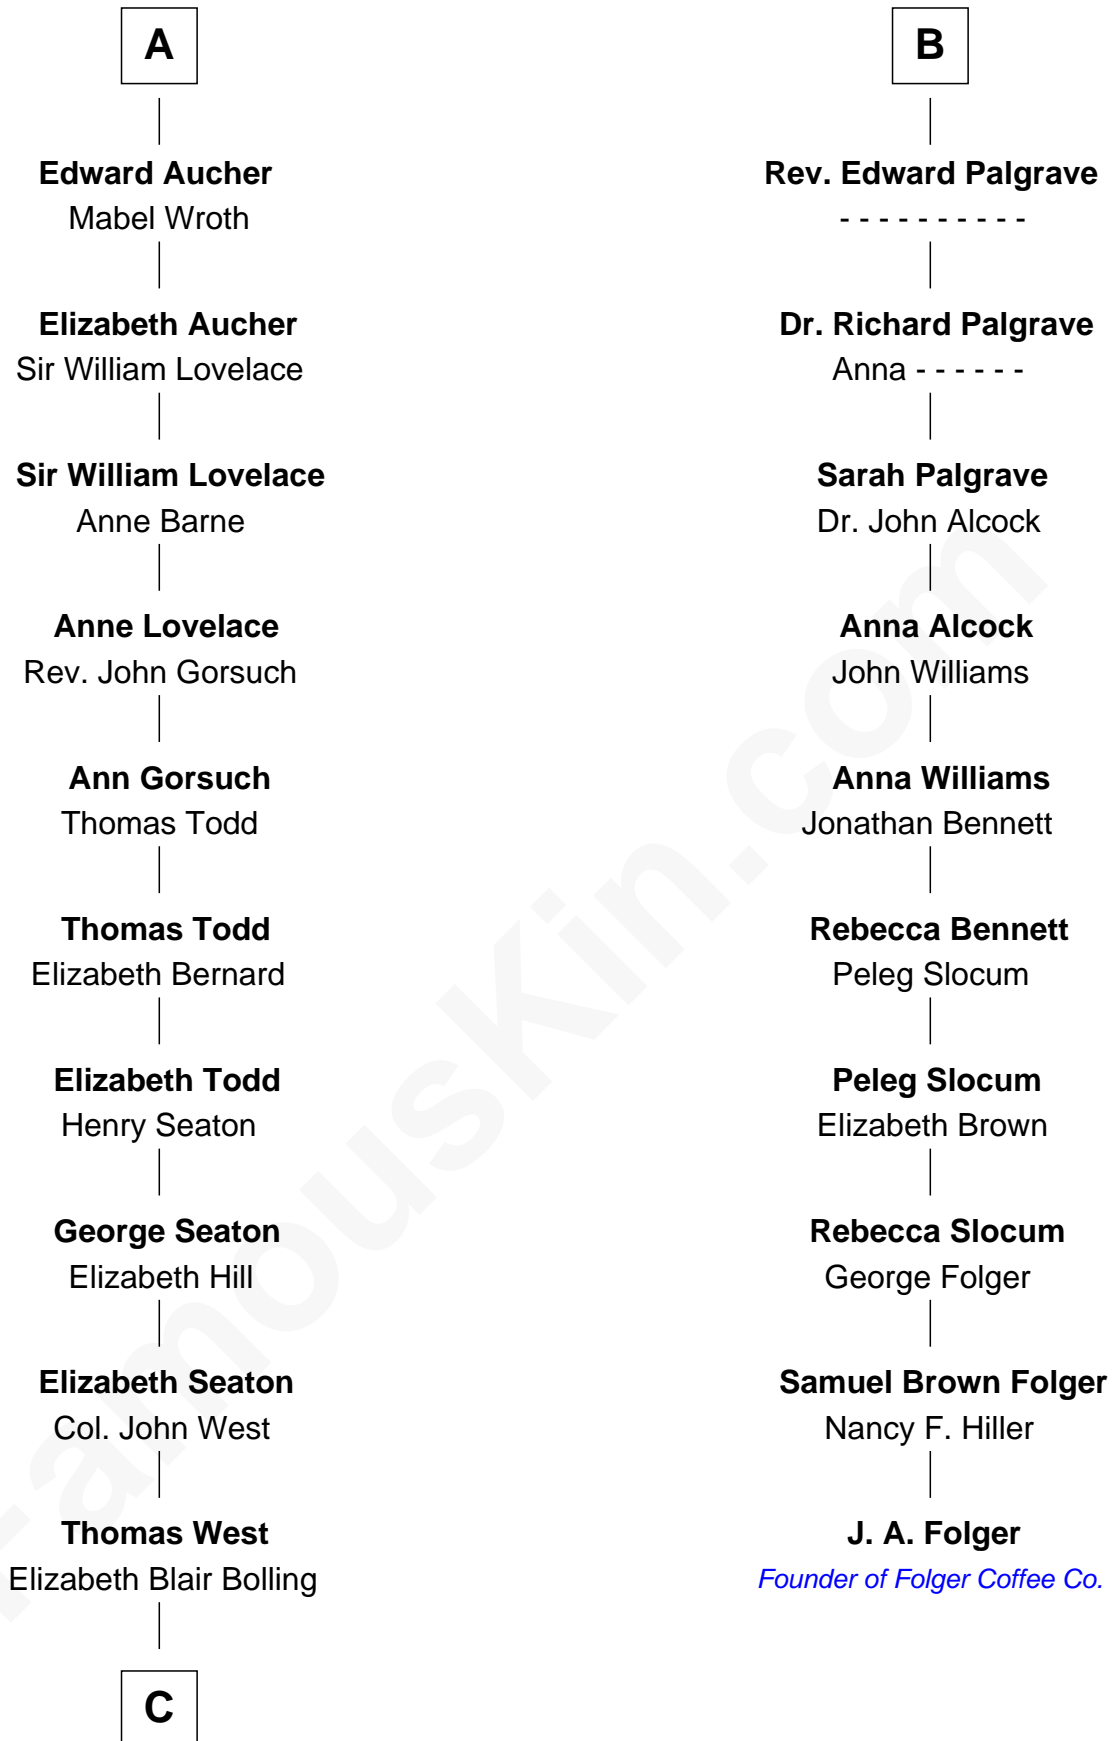 A
Edward Aucher
Mabel Wroth
Elizabeth Aucher
Sir William Lovelace
Sir William Lovelace
Anne Barne
Anne Lovelace
Rev. John Gorsuch
Ann Gorsuch
Thomas Todd
Thomas Todd
Elizabeth Bernard
Elizabeth Todd
Henry Seaton
George Seaton
Elizabeth Hill
Elizabeth Seaton
Col. John West
Thomas West
Elizabeth Blair Bolling
C
B
Rev. Edward Palgrave
- - - - - - - - - -
Dr. Richard Palgrave
Anna - - - - - -
Sarah Palgrave
Dr. John Alcock
Anna Alcock
John Williams
Anna Williams
Jonathan Bennett
Rebecca Bennett
Peleg Slocum
Peleg Slocum
Elizabeth Brown
Rebecca Slocum
George Folger
Samuel Brown Folger
Nancy F. Hiller
J. A. Folger
Founder of Folger Coffee Co.
FamousKin.com